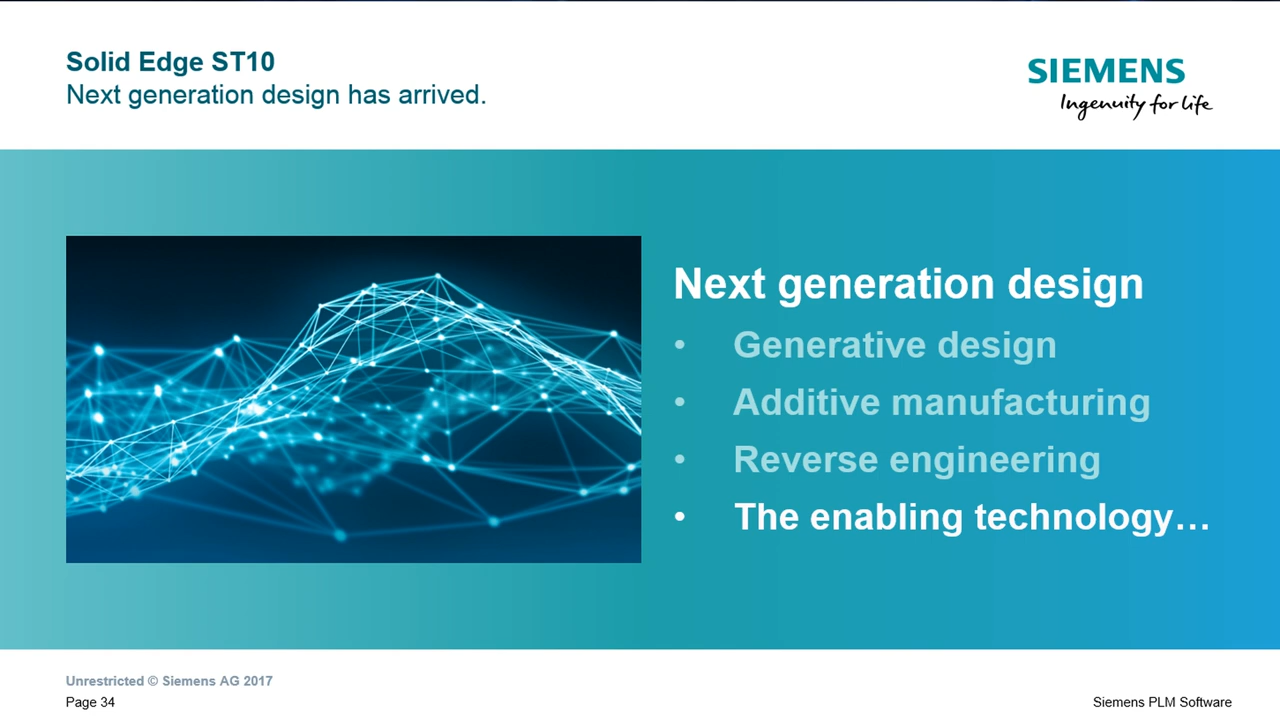 Solid Edge ST10
Next generation design has arrived.
SIEMENS
Ingenuity for life
Next generation design
• Generative design
• Additive manufacturing
• Reverse engineering
• The enabling technology…
Unrestricted © Siemens AG 2017
Page 34
Siemens PLM Software